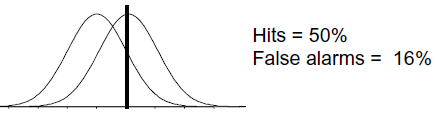 Hits = 50%
False alarms =  16%